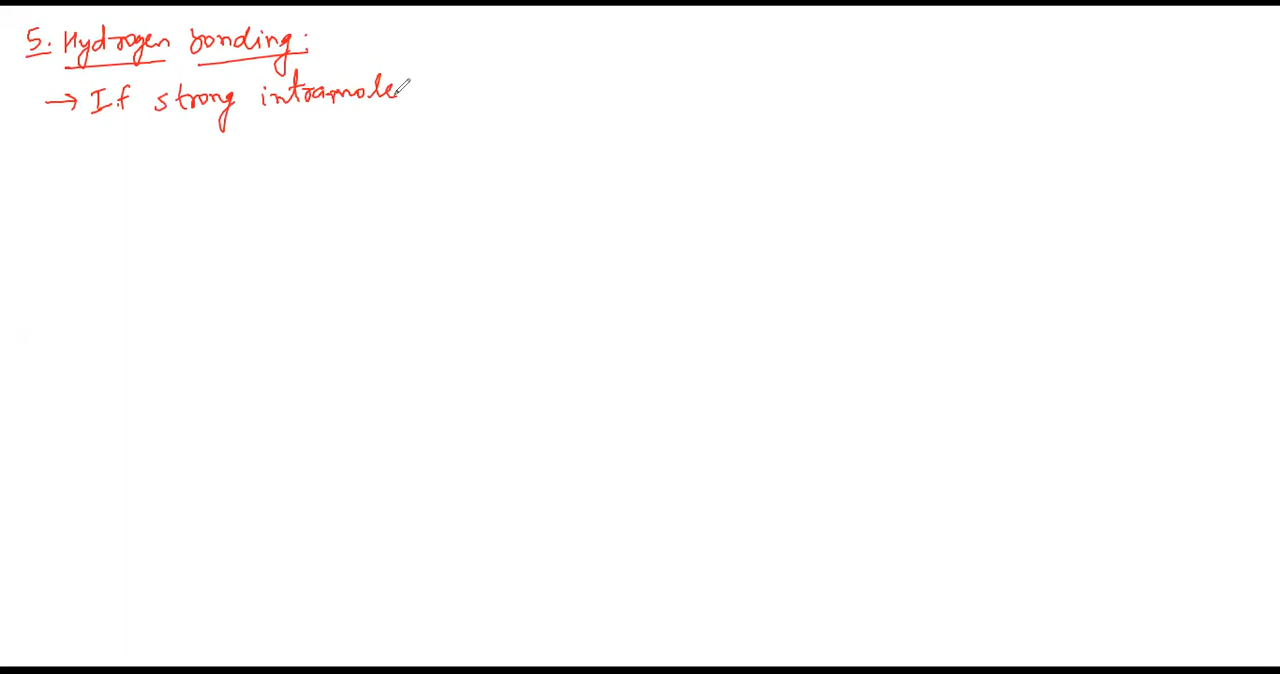 5. Hydrogen bonding:
→ If strong intramole